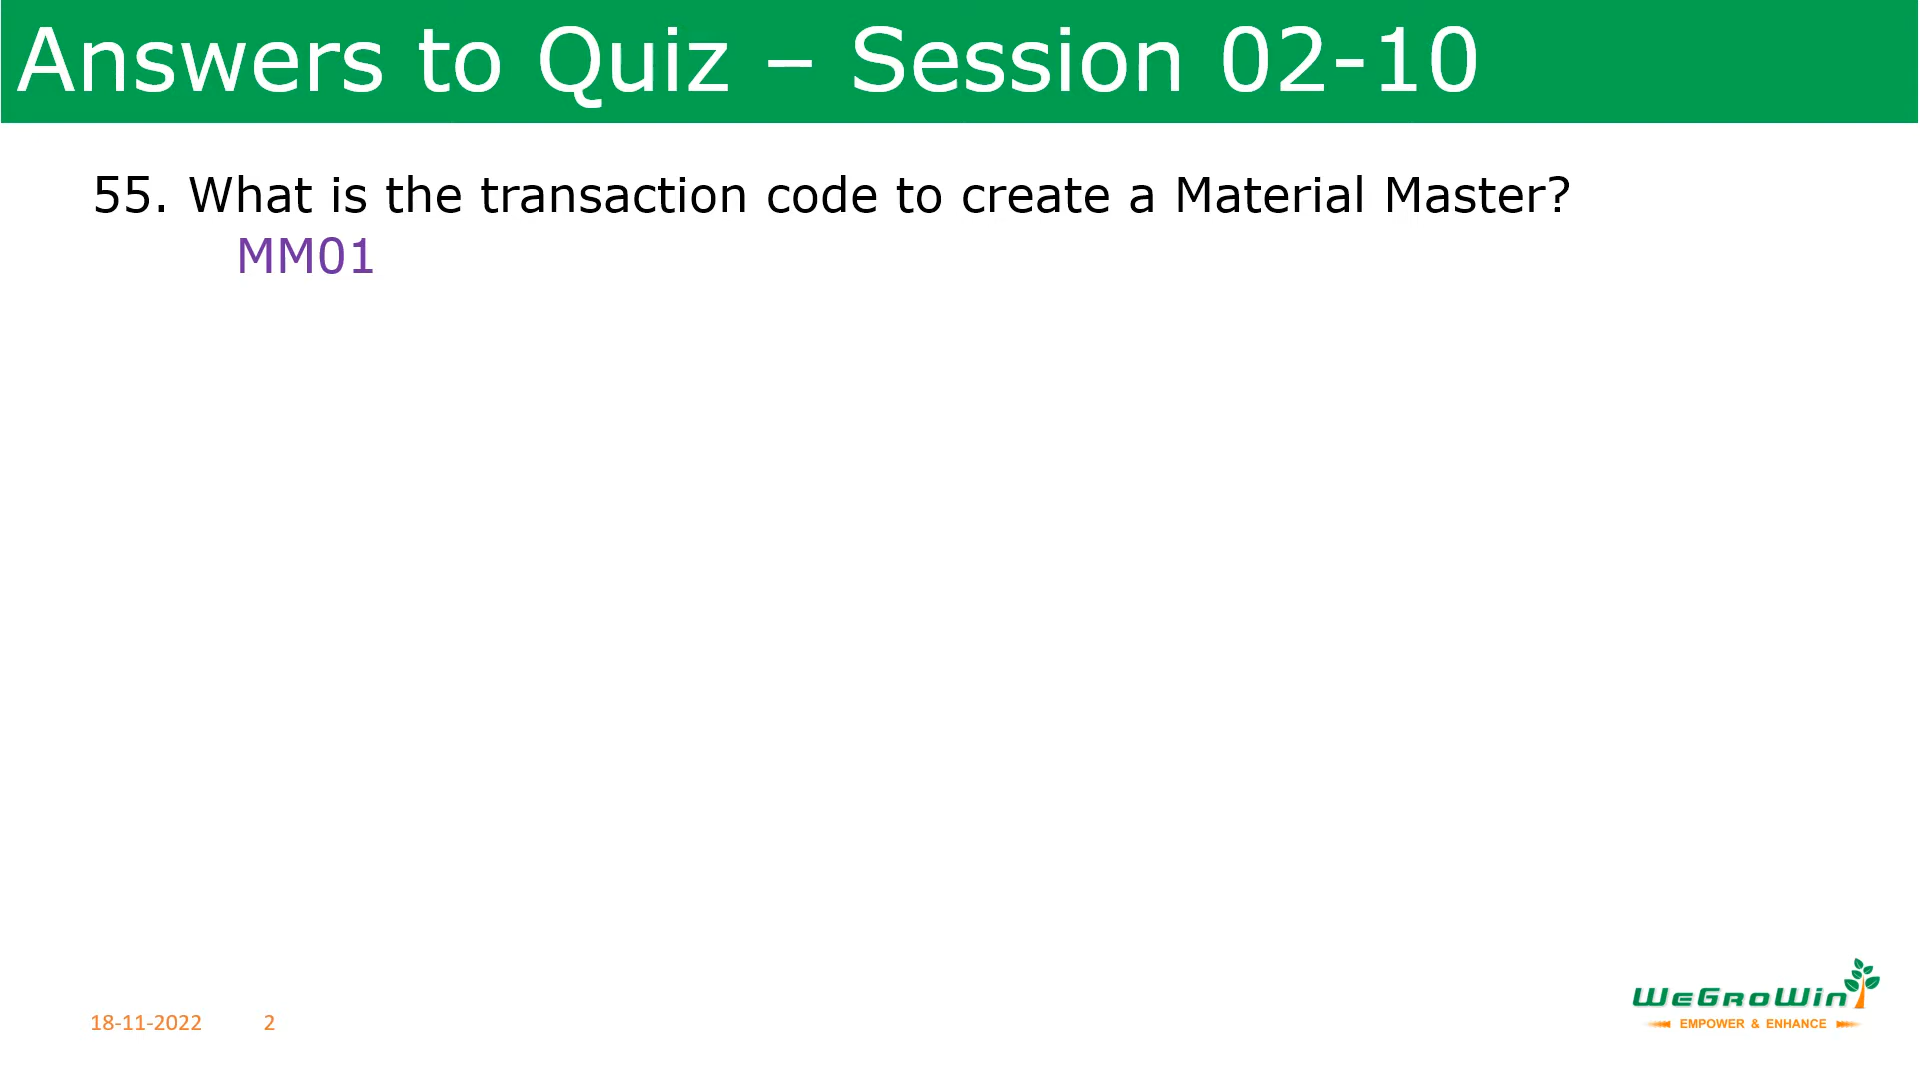 Answers to Quiz – Session 02-10
55. What is the transaction code to create a Material Master?
MM01
18-11-2022 2
WeGroWin
EMPOWER & ENHANCE